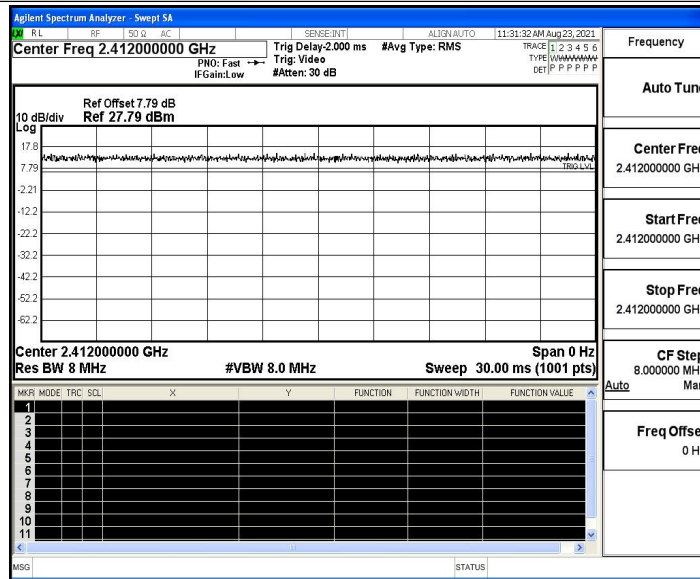 Agilent Spectrum Analyzer - Swept SA
RL RF 50 Ω AC SENSE:INT ALIGN AUTO 11:31:32 AM Aug 23, 2021
Center Freq 2.412000000 GHz
PNO: Fast
IFGain:Low
Trig Delay-2.000 ms
Trig: Video
#Atten: 30 dB
#Avg Type: RMS
TRACE 1 2 3 4 5 6
TYPE WWWWWW
DET P P P P P P
Ref Offset 7.79 dB
10 dB/div Ref 27.79 dBm
Log
17.8
7.79
TRIG LVL
-2.21
-12.2
-22.2
-32.2
-42.2
-52.2
-62.2
Center 2.412000000 GHz Span 0 Hz
Res BW 8 MHz #VBW 8.0 MHz Sweep 30.00 ms (1001 pts)
MKR MODE TRC SCL X Y FUNCTION FUNCTION WIDTH FUNCTION VALUE
1
2
3
4
5
6
7
8
9
10
11
MSG STATUS
Frequency
Auto Tun
Center Fre
2.412000000 GH
Start Fre
2.412000000 GH
Stop Fre
2.412000000 GH
CF Ste
8.000000 MH
Auto Ma
Freq Offse
0 H